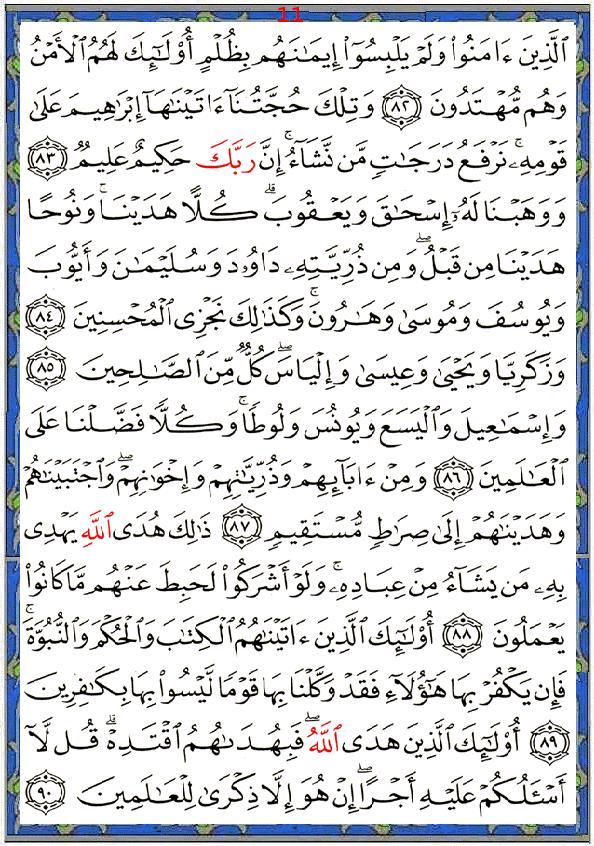 11
ٱلَّذِينَ ءَامَنُوا۟ وَلَمْ يَلْبِسُوٓا۟ إِيمَـٰنَهُم بِظُلْمٍ أُو۟لَـٰٓئِكَ لَهُمُ ٱلْأَمْنُ
وَهُم مُّهْتَدُونَ ٨٢ وَتِلْكَ حُجَّتُنَآ ءَاتَيْنَـٰهَآ إِبْرَٰهِيمَ عَلَىٰ
قَوْمِهِۦ ۚ نَرْفَعُ دَرَجَـٰتٍ مَّن نَّشَآءُ ۗ إِنَّ رَبَّكَ حَكِيمٌ عَلِيمٌ ٨٣
وَوَهَبْنَا لَهُۥٓ إِسْحَـٰقَ وَيَعْقُوبَ ۚ كُلًّا هَدَيْنَا ۚ وَنُوحًا
هَدَيْنَا مِن قَبْلُ ۖ وَمِن ذُرِّيَّتِهِۦ دَاوُۥدَ وَسُلَيْمَـٰنَ وَأَيُّوبَ
وَيُوسُفَ وَمُوسَىٰ وَهَـٰرُونَ ۚ وَكَذَٰلِكَ نَجْزِى ٱلْمُحْسِنِينَ ٨٤
وَزَكَرِيَّا وَيَحْيَىٰ وَعِيسَىٰ وَإِلْيَاسَ ۖ كُلٌّ مِّنَ ٱلصَّـٰلِحِينَ ٨٥
وَإِسْمَـٰعِيلَ وَٱلْيَسَعَ وَيُونُسَ وَلُوطًا ۚ وَكُلًّا فَضَّلْنَا عَلَى
ٱلْعَـٰلَمِينَ ٨٦ وَمِنْ ءَابَآئِهِمْ وَذُرِّيَّـٰتِهِمْ وَإِخْوَٰنِهِمْ ۖ وَٱجْتَبَيْنَـٰهُمْ
وَهَدَيْنَـٰهُمْ إِلَىٰ صِرَٰطٍ مُّسْتَقِيمٍ ٨٧ ذَٰلِكَ هُدَى ٱللَّهِ يَهْدِى
بِهِۦ مَن يَشَآءُ مِنْ عِبَادِهِۦ ۚ وَلَوْ أَشْرَكُوا۟ لَحَبِطَ عَنْهُم مَّا كَانُوا۟
يَعْمَلُونَ ٨٨ أُو۟لَـٰٓئِكَ ٱلَّذِينَ ءَاتَيْنَـٰهُمُ ٱلْكِتَـٰبَ وَٱلْحُكْمَ وَٱلنُّبُوَّةَ ۚ
فَإِن يَكْفُرْ بِهَا هَـٰٓؤُلَآءِ فَقَدْ وَكَّلْنَا بِهَا قَوْمًا لَّيْسُوا۟ بِهَا بِكَـٰفِرِينَ
٨٩ أُو۟لَـٰٓئِكَ ٱلَّذِينَ هَدَى ٱللَّهُ ۖ فَبِهُدَىٰهُمُ ٱقْتَدِهْ ۗ قُل لَّآ
أَسْـَٔلُكُمْ عَلَيْهِ أَجْرًا ۖ إِنْ هُوَ إِلَّا ذِكْرَىٰ لِلْعَـٰلَمِينَ ٩٠